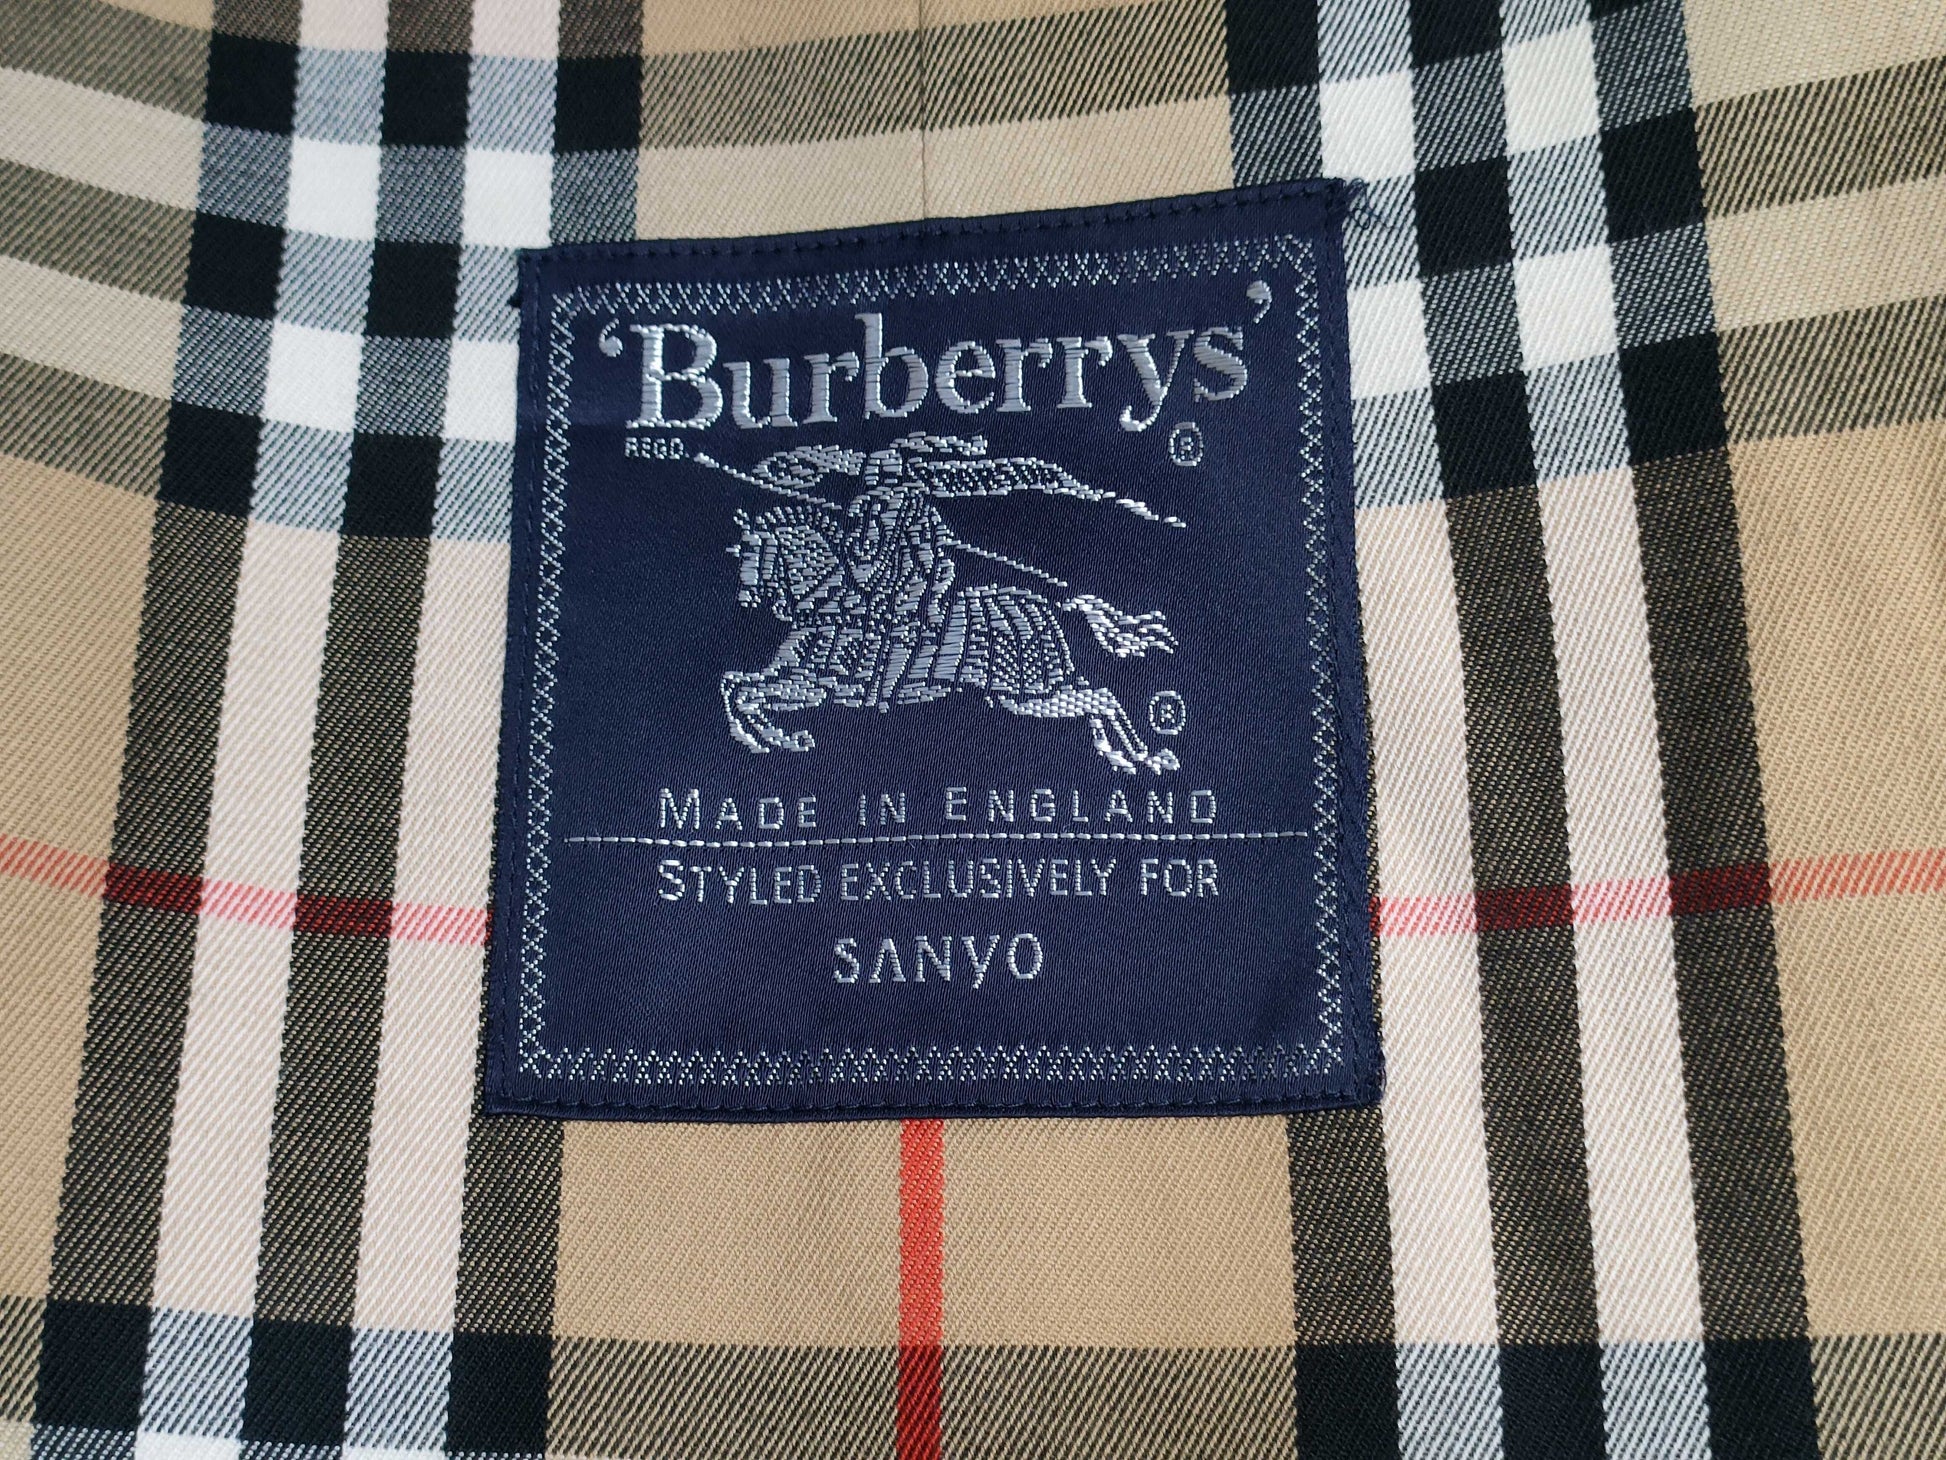 'Burberrys'
REGD. ®
®
MADE IN ENGLAND
STYLED EXCLUSIVELY FOR
SANYO